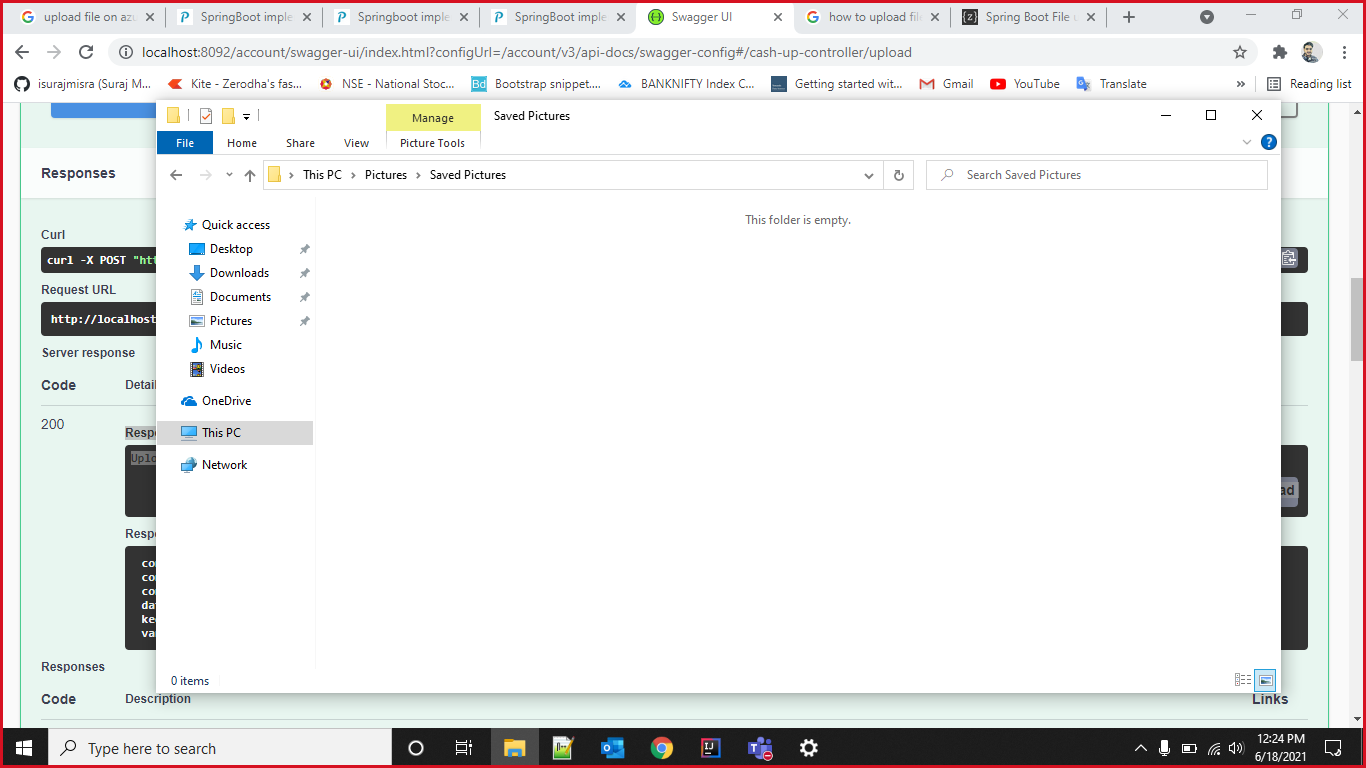 upload file on azu
SpringBoot imple
Springboot imple
SpringBoot imple
Swagger UI
how to upload file
Spring Boot File u
localhost:8092/account/swagger-ui/index.html?configUrl=/account/v3/api-docs/swagger-config#/cash-up-controller/upload
isurajmisra (Suraj M...
Kite - Zerodha's fas...
NSE - National Stoc...
Bd
Bootstrap snippet....
BANKNIFTY Index C...
Getting started wit...
Gmail
YouTube
Translate
»
Reading list
Manage
Saved Pictures
File
Home
Share
View
Picture Tools
This PC > Pictures > Saved Pictures
Search Saved Pictures
This folder is empty.
Quick access
Desktop
Downloads
Documents
Pictures
Music
Videos
OneDrive
This PC
Network
0 items
Responses
Curl
curl -X POST "htt
Request URL
http://localhost
Server response
Code
Detail
200
Resp
Uplo
ad
Resp
co
co
co
da
ke
va
Responses
Code
Description
Links
Type here to search
12:24 PM
6/18/2021